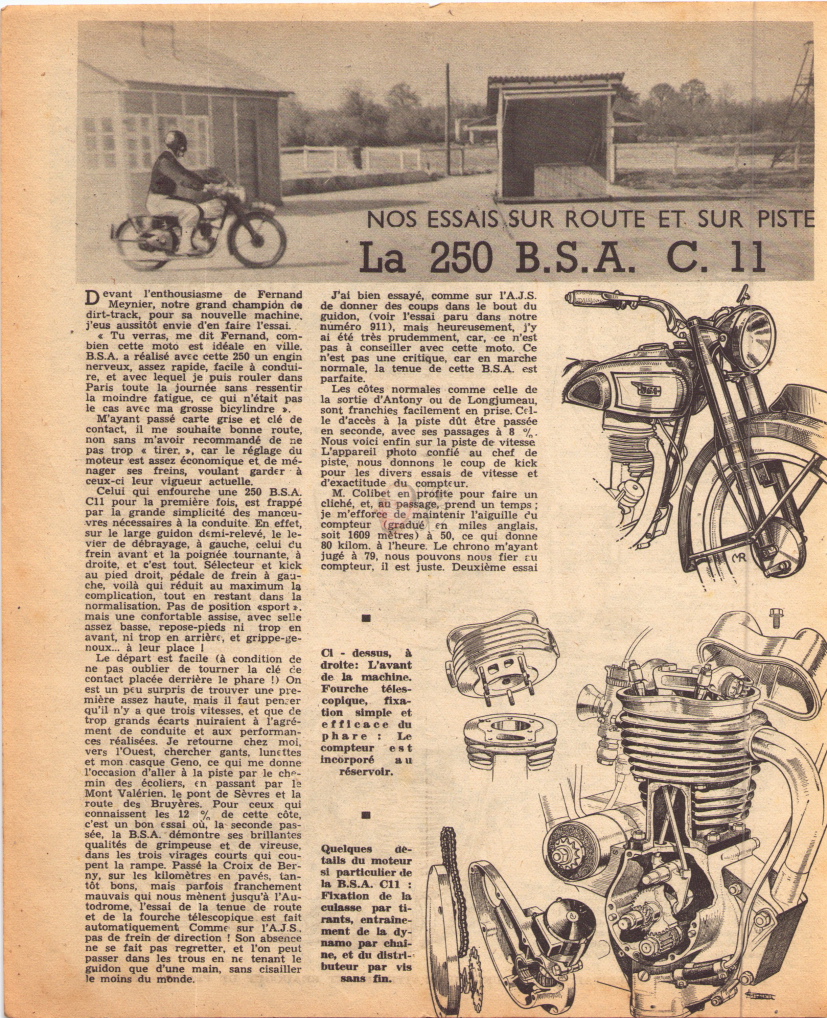 NOS ESSAIS SUR ROUTE ET SUR PISTE
La 250 B.S.A. C. 11
Devant l'enthousiasme de Fernand
Meynier, notre grand champion de
dirt-track, pour sa nouvelle machine,
j'eus aussitôt envie d'en faire l'essai.
« Tu verras, me dit Fernand, com-
bien cette moto est idéale en ville.
B.S.A. a réalisé avec cette 250 un engin
nerveux, assez rapide, facile à condui-
re, et avec lequel je puis rouler dans
Paris toute la journée sans ressentir
la moindre fatigue, ce qui n'était pas
le cas avec ma grosse bicylindre ».
M'ayant passé carte grise et clé de
contact, il me souhaite bonne route,
non sans m'avoir recommandé de ne
pas trop « tirer, », car le réglage du
moteur est assez économique et de mé-
nager ses freins, voulant garder à
ceux-ci leur vigueur actuelle.
Celui qui enfourche une 250 B.S.A.
C11 pour la première fois, est frappé
par la grande simplicité des manœu-
vres nécessaires à la conduite. En effet,
sur le large guidon demi-relevé, le le-
vier de débrayage, à gauche, celui du
frein avant et la poignée tournante, à
droite, et c'est tout. Sélecteur et kick
au pied droit, pédale de frein à gau-
che, voilà qui réduit au maximum la
complication, tout en restant dans la
normalisation. Pas de position «sport»,
mais une confortable assise, avec selle
assez basse, repose-pieds ni trop en
avant, ni trop en arrière, et grippe-ge-
noux... à leur place !
Le départ est facile (à condition de
ne pas oublier de tourner la clé de
contact placée derrière le phare !) On
est un peu surpris de trouver une pre-
mière assez haute, mais il faut penser
qu'il n'y a que trois vitesses, et que de
trop grands écarts nuiraient à l'agré-
ment de conduite et aux performan-
ces réalisées. Je retourne chez moi,
vers l'Ouest, chercher gants, lunettes
et mon casque Geno, ce qui me donne
l'occasion d'aller à la piste par le che-
min des écoliers, en passant par le
Mont Valérien, le pont de Sèvres et la
route des Bruyères. Pour ceux qui
connaissent les 12 % de cette côte,
c'est un bon essai où, la seconde pas-
sée, la B.S.A. démontre ses brillantes
qualités de grimpeuse et de vireuse,
dans les trois virages courts qui cou-
pent la rampe. Passé la Croix de Ber-
ny, sur les kilomètres en pavés, tan-
tôt bons, mais parfois franchement
mauvais qui nous mènent jusqu'à l'Au-
todrome, l'essai de la tenue de route
et de la fourche télescopique est fait
automatiquement Comme sur l'A.J.S.,
pas de frein de direction ! Son absence
ne se fait pas regretter, et l'on peut
passer dans les trous en ne tenant le
guidon que d'une main, sans cisailler
le moins du monde.
J'ai bien essayé, comme sur l'A.J.S.
de donner des coups dans le bout du
guidon, (voir l'essai paru dans notre
numéro 911), mais heureusement, j'y
ai été très prudemment, car, ce n'est
pas à conseiller avec cette moto. Ce
n'est pas une critique, car en marche
normale, la tenue de cette B.S.A. est
parfaite.
Les côtes normales comme celle de
la sortie d'Antony ou de Longjumeau,
sont franchies facilement en prise. Cel-
le d'accès à la piste dût être passée
en seconde, avec ses passages à 8 %.
Nous voici enfin sur la piste de vitesse
L'appareil photo confié au chef de
piste, nous donnons le coup de kick
pour les divers essais de vitesse et
d'exactitude du compteur.
M. Colibet en profite pour faire un
cliché, et, au passage, prend un temps ;
je m'efforce de maintenir l'aiguille du
compteur (gradué en miles anglais,
soit 1609 mètres) à 50, ce qui donne
80 kilom. à l'heure. Le chrono m'ayant
jugé à 79, nous pouvons nous fier au
compteur, il est juste. Deuxième essai
Ci-dessus, à
droite: L'avant
de la machine.
Fourche téles-
copique, fixa-
tion simple et
efficace du
phare : Le
compteur est
incorporé au
réservoir.
Quelques dé-
tails du moteur
si particulier de
la B.S.A. C11 :
Fixation de la
culasse par ti-
rants, entraîne-
ment de la dy-
namo par chaî-
ne, et du distri-
buteur par vis
sans fin.